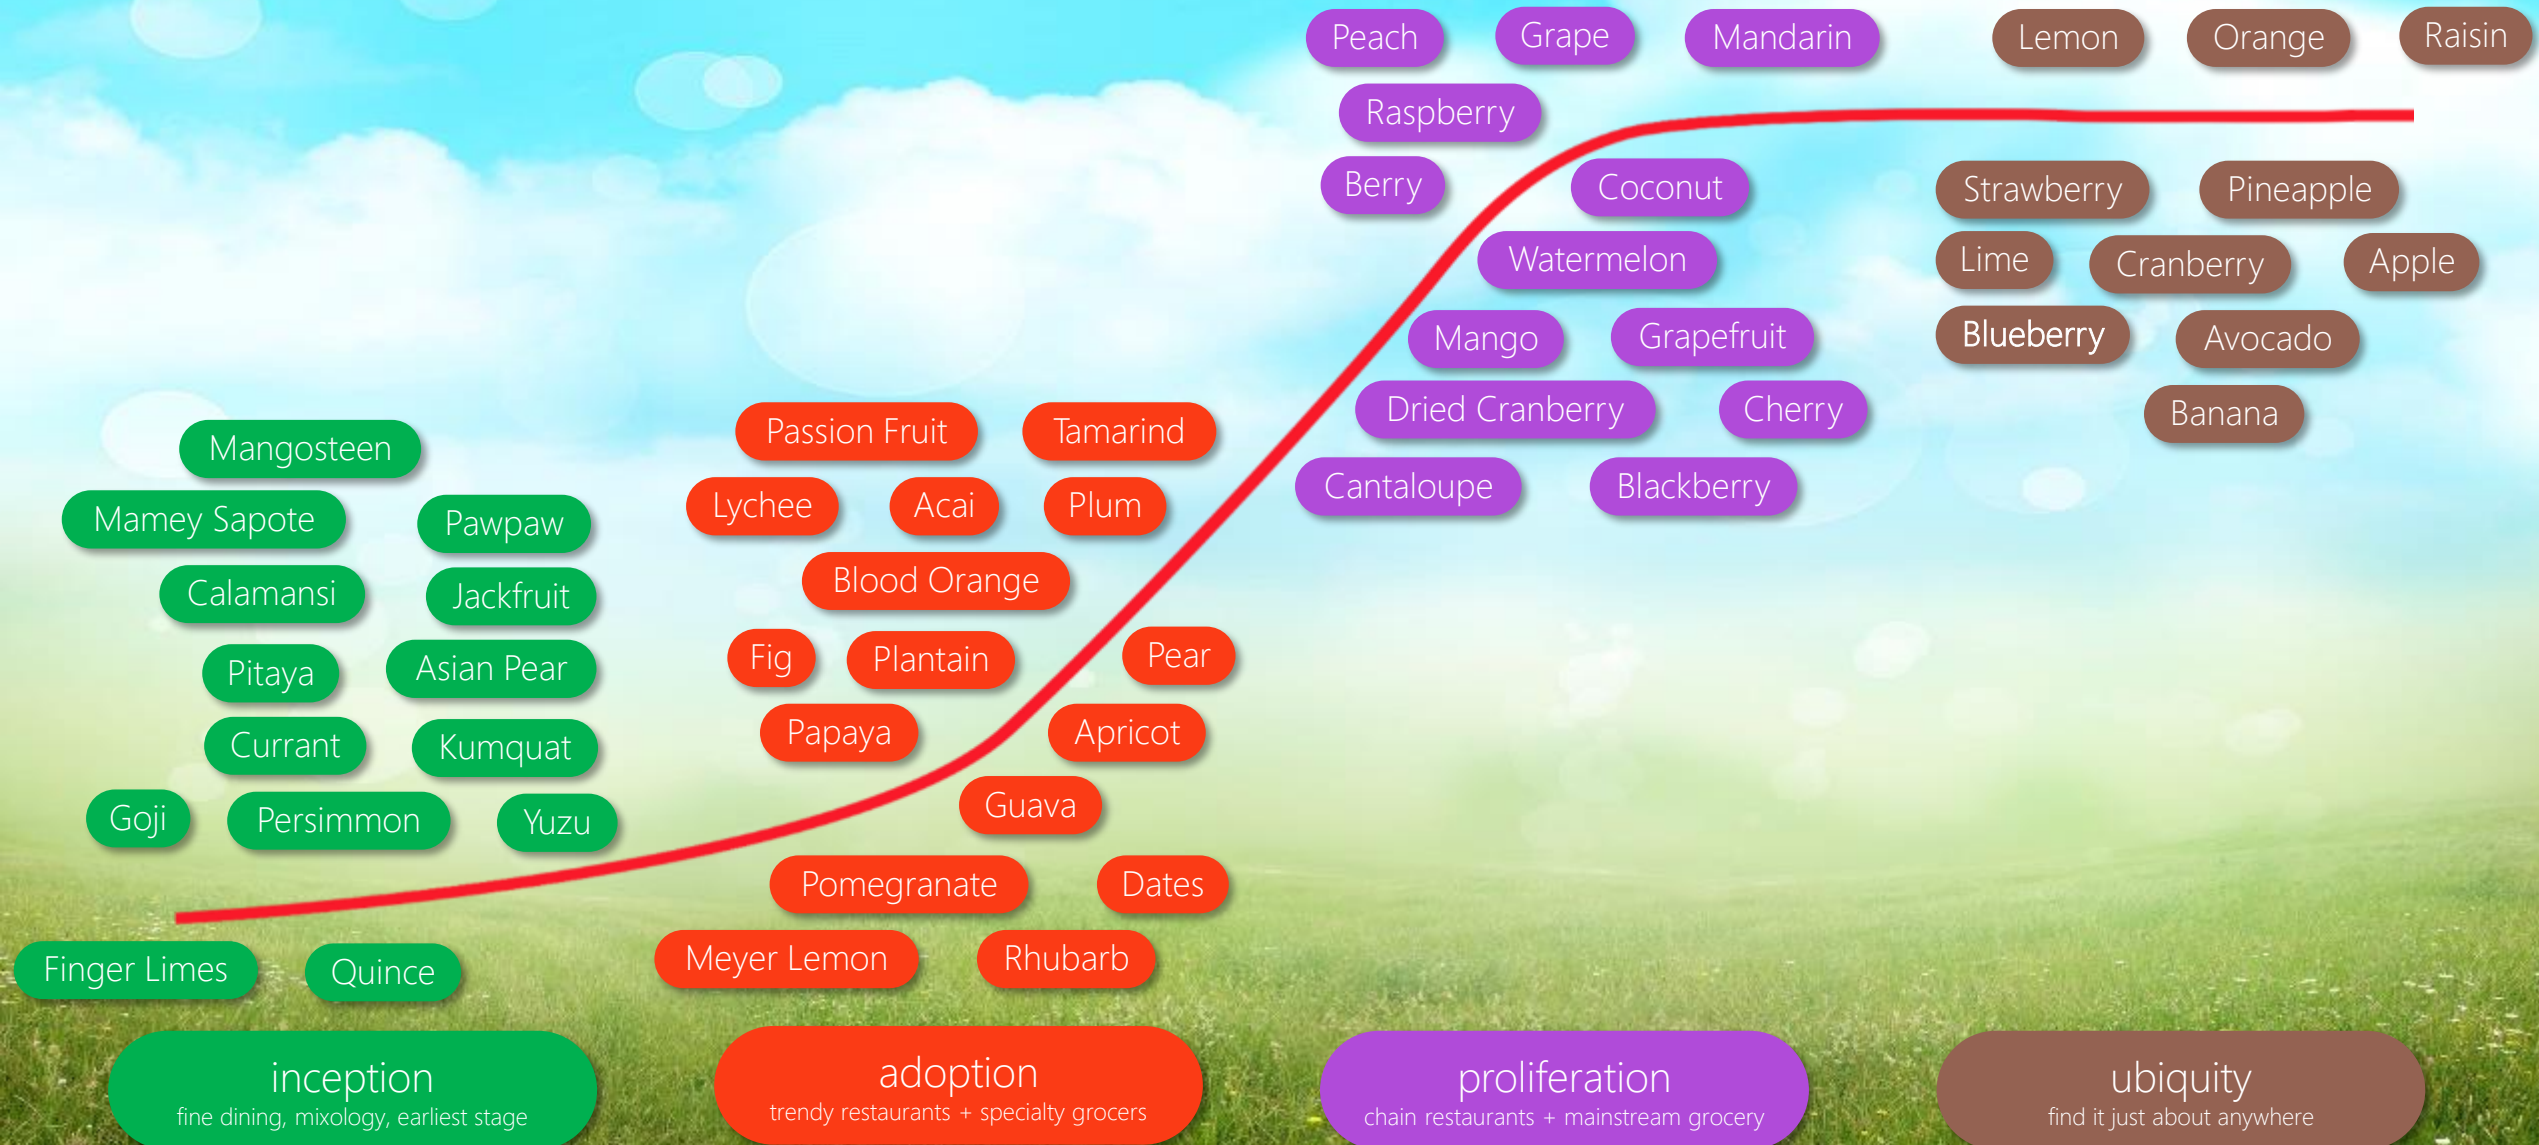 Peach Grape Mandarin Lemon Orange Raisin
Raspberry
Berry Coconut Strawberry Pineapple
Watermelon Lime Cranberry Apple
Mango Grapefruit Blueberry Avocado
Dried Cranberry Cherry Banana
Passion Fruit Tamarind
Mangosteen
Cantaloupe Blackberry
Lychee Acai Plum
Mamey Sapote Pawpaw
Blood Orange
Calamansi Jackfruit
Fig Plantain Pear
Pitaya Asian Pear
Papaya Apricot
Currant Kumquat
Guava
Goji Persimmon Yuzu
Pomegranate Dates
Meyer Lemon Rhubarb
Finger Limes Quince
inception
fine dining, mixology, earliest stage
adoption
trendy restaurants + specialty grocers
proliferation
chain restaurants + mainstream grocery
ubiquity
find it just about anywhere